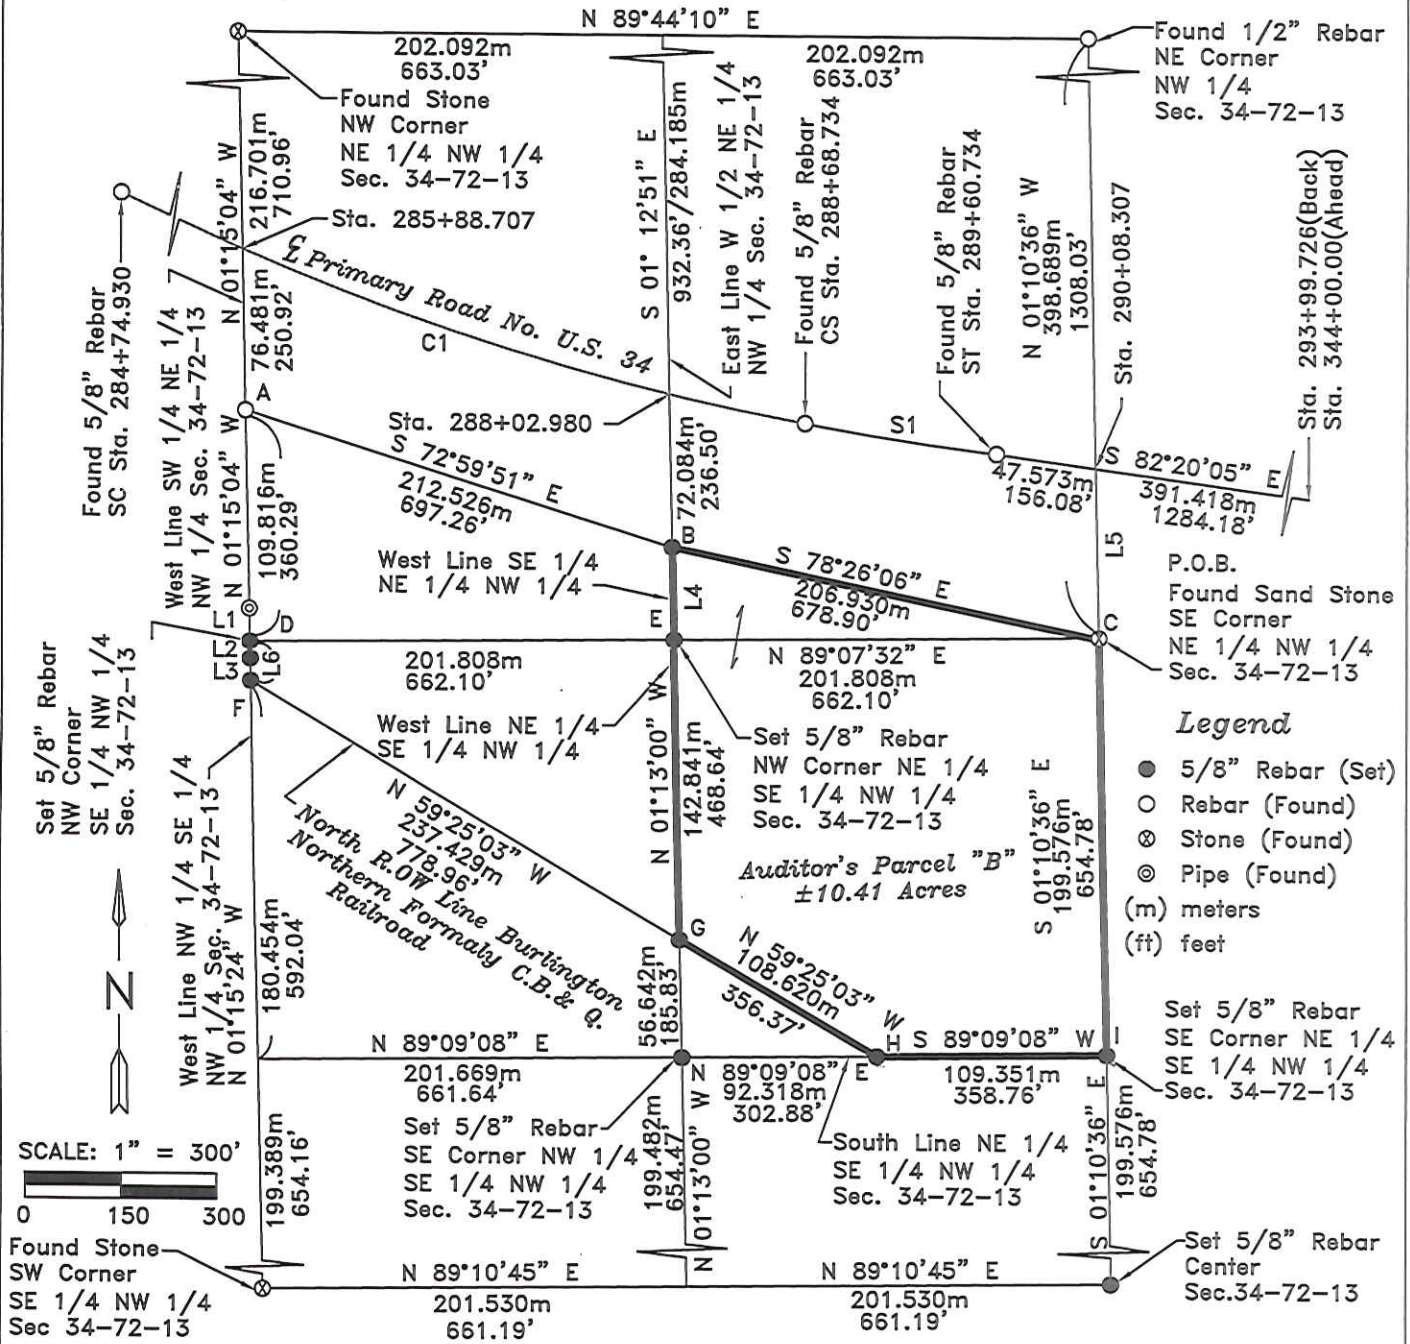 N 89°44'10" E
202.092m
663.03'
202.092m
663.03'
Found 1/2" Rebar
NE Corner
NW 1/4
Sec. 34-72-13
Found Stone
NW Corner
NE 1/4 NW 1/4
Sec. 34-72-13
N 01°15'04" W
216.701m
710.96'
Sta. 285+88.707
S 01° 12'51" E
932.36'/284.185m
East Line W 1/2 NE 1/4
NW 1/4 Sec. 34-72-13
Found 5/8" Rebar
CS Sta. 288+68.734
Found 5/8" Rebar
ST Sta. 289+60.734
N 01°10'36" W
398.689m
1308.03'
Sta. 290+08.307
Sta. 293+99.726(Back)
Sta. 344+00.00(Ahead)
Found 5/8" Rebar
SC Sta. 284+74.930
West Line SW 1/4 NE 1/4
NW 1/4 Sec. 34-72-13
76.481m
250.92'
℄ Primary Road No. U.S. 34
C1
A
Sta. 288+02.980
S1
S 72°59'51" E
212.526m
697.26'
72.084m
236.50'
47.573m
156.08'
S 82°20'05" E
391.418m
1284.18'
N 01°15'04" W
109.816m
360.29'
B
S 78°26'06" E
206.930m
678.90'
L5
P.O.B.
Found Sand Stone
SE Corner
NE 1/4 NW 1/4
Sec. 34-72-13
West Line SE 1/4
NE 1/4 NW 1/4
L4
L1
D
E
C
L2
L3
L6
F
201.808m
662.10'
N 89°07'32" E
201.808m
662.10'
Set 5/8" Rebar
NW Corner
SE 1/4 NW 1/4
Sec. 34-72-13
West Line NE 1/4
SE 1/4 NW 1/4
N 01°13'00" W
142.841m
468.64'
Set 5/8" Rebar
NW Corner NE 1/4
SE 1/4 NW 1/4
Sec. 34-72-13
Legend
5/8" Rebar (Set)
Rebar (Found)
Stone (Found)
Pipe (Found)
(m) meters
(ft) feet
Auditor's Parcel "B"
±10.41 Acres
S 01°10'36" E
199.576m
654.78'
N 59°25'03" W
237.429m
778.96'
North R.OW Line Burlington
Northern Formaly C.B.& Q.
Railroad
West Line NW 1/4 SE 1/4
NW 1/4 Sec. 34-72-13
N 01°15'24" W
180.454m
592.04'
G
N 59°25'03" W
108.620m
356.37'
56.642m
185.83'
N
N 89°09'08" E
201.669m
661.64'
N 89°09'08" E
92.318m
302.88'
H
S 89°09'08" W
109.351m
358.76'
I
Set 5/8" Rebar
SE Corner NE 1/4
SE 1/4 NW 1/4
Sec. 34-72-13
Set 5/8" Rebar
SE Corner NW 1/4
SE 1/4 NW 1/4
Sec. 34-72-13
South Line NE 1/4
SE 1/4 NW 1/4
Sec. 34-72-13
SCALE: 1" = 300'
0 150 300
199.389m
654.16'
199.482m
654.47'
N 01°13'00" W
S 01°10'36" E
199.576m
654.78'
Found Stone
SW Corner
SE 1/4 NW 1/4
Sec 34-72-13
N 89°10'45" E
201.530m
661.19'
N 89°10'45" E
201.530m
661.19'
Set 5/8" Rebar
Center
Sec.34-72-13